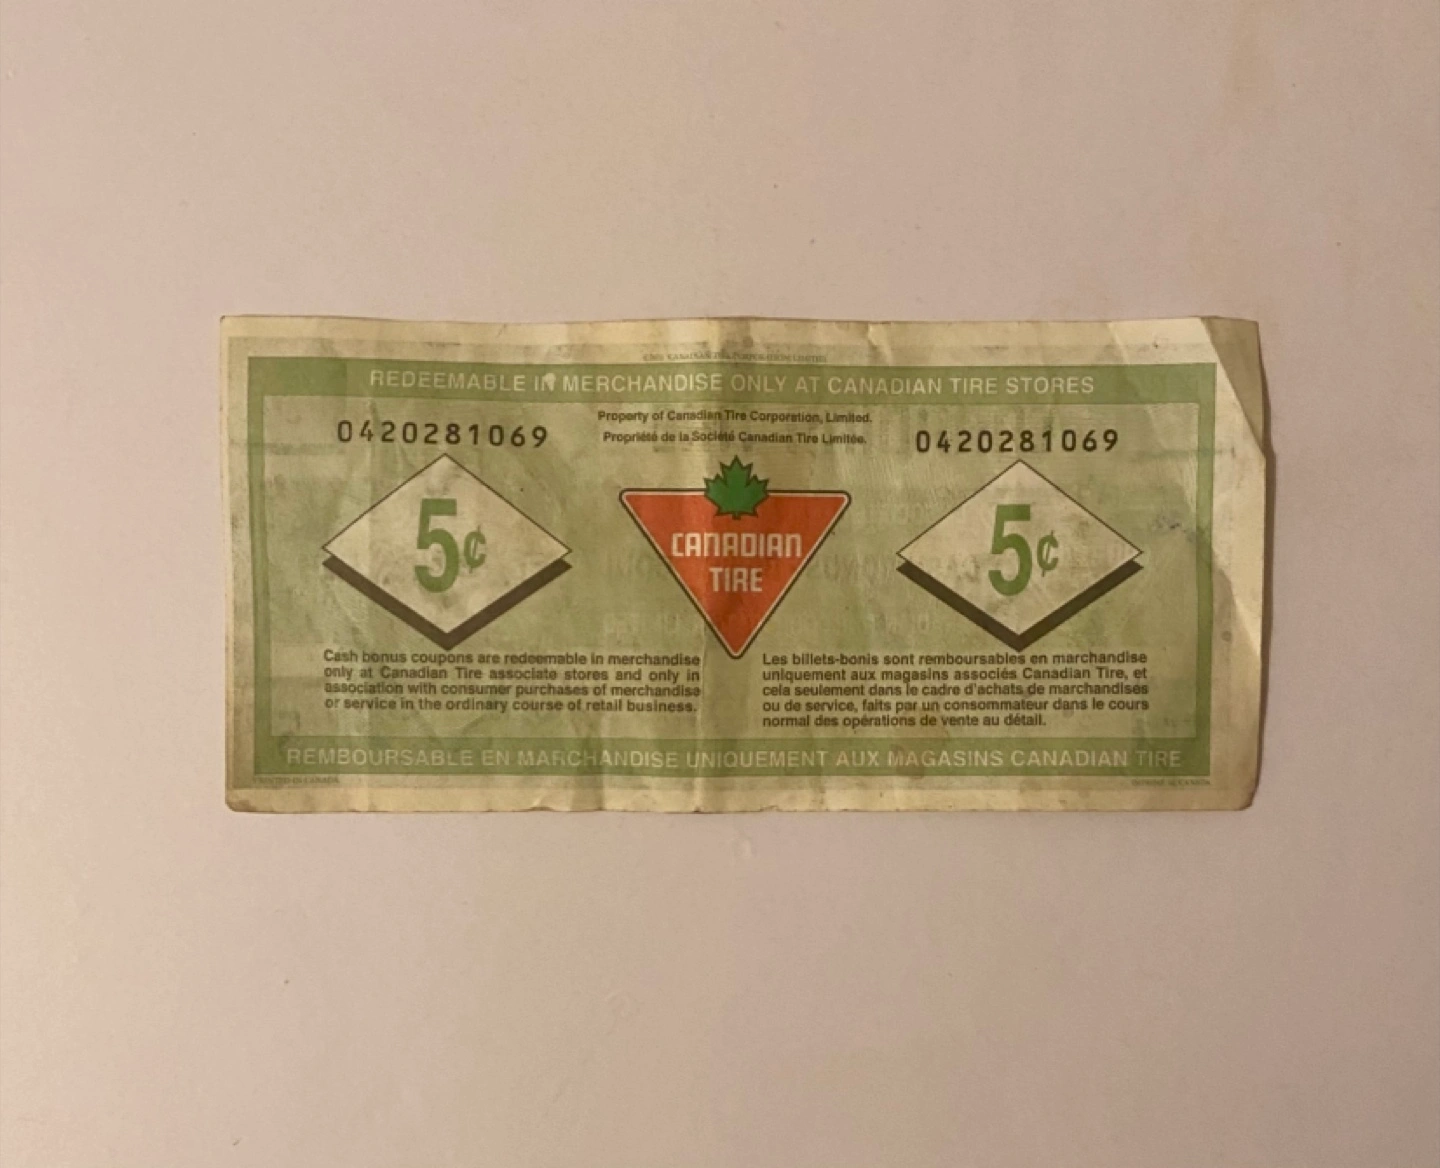 REDEEMABLE IN MERCHANDISE ONLY AT CANADIAN TIRE STORES
Property of Canadian Tire Corporation, Limited.
Propriété de la Société Canadian Tire Limitée.
0420281069
0420281069
5¢
CANADIAN
TIRE
5¢
Cash bonus coupons are redeemable in merchandise
only at Canadian Tire associate stores and only in
association with consumer purchases of merchandise
or service in the ordinary course of retail business.
Les billets-bonis sont remboursables en marchandise
uniquement aux magasins associés Canadian Tire, et
cela seulement dans le cadre d'achats de marchandises
ou de service, faits par un consommateur dans le cours
normal des opérations de vente au détail.
REMBOURSABLE EN MARCHANDISE UNIQUEMENT AUX MAGASINS CANADIAN TIRE
PRINTED IN CANADA